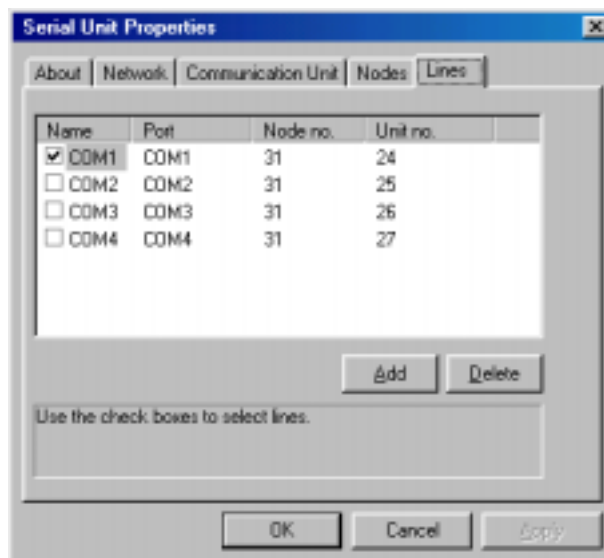 Serial Unit Properties
About Network Communication Unit Nodes Lines
Name Port Node no. Unit no.
COM1 COM1 31 24
COM2 COM2 31 25
COM3 COM3 31 26
COM4 COM4 31 27
Add Delete
Use the check boxes to select lines.
OK Cancel Apply